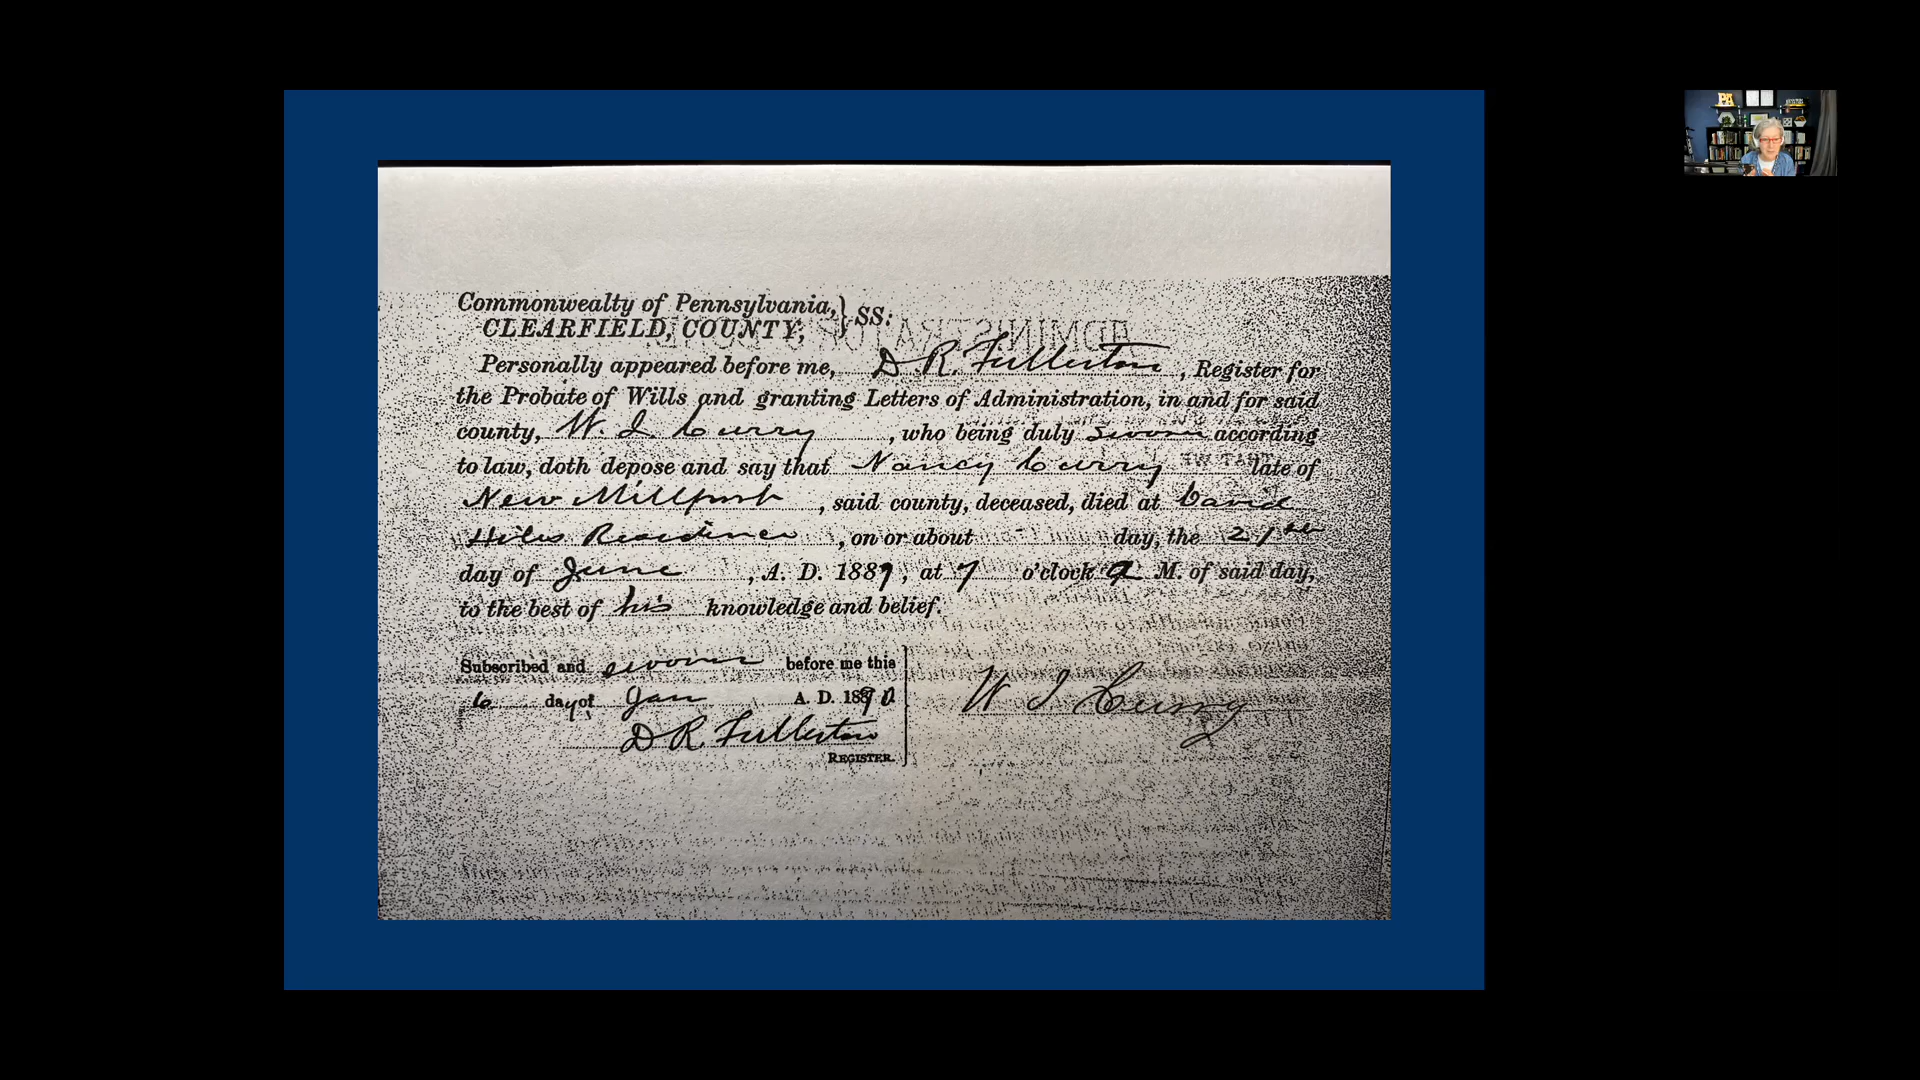 Commonwealty of Pennsylvania, } SS:
CLEARFIELD, COUNTY,
Personally appeared before me, D. R. Fullerton, Register for
the Probate of Wills and granting Letters of Administration, in and for said
county, W. I. Curry, who being duly sworn according
to law, doth depose and say that Nancy Curry late of
New Millport, said county, deceased, died at David
Hiles Residence, on or about day, the 21st
day of June, A. D. 1889, at 7 o'clock a M. of said day,
to the best of his knowledge and belief.
Subscribed and sworn before me this
6 day of Jan A. D. 1890
D R Fullerton
REGISTER.
W I Curry
PA